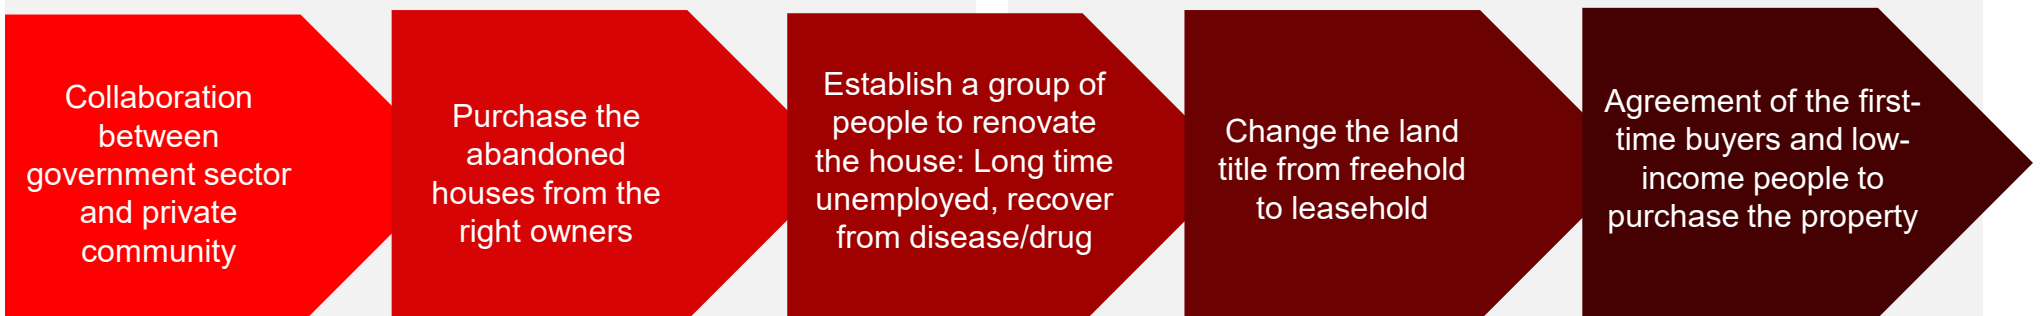 Collaboration
between
government sector
and private
community
Purchase the
abandoned
houses from the
right owners
Establish a group of
people to renovate
the house: Long time
unemployed, recover
from disease/drug
Change the land
title from freehold
to leasehold
Agreement of the first-
time buyers and low-
income people to
purchase the property